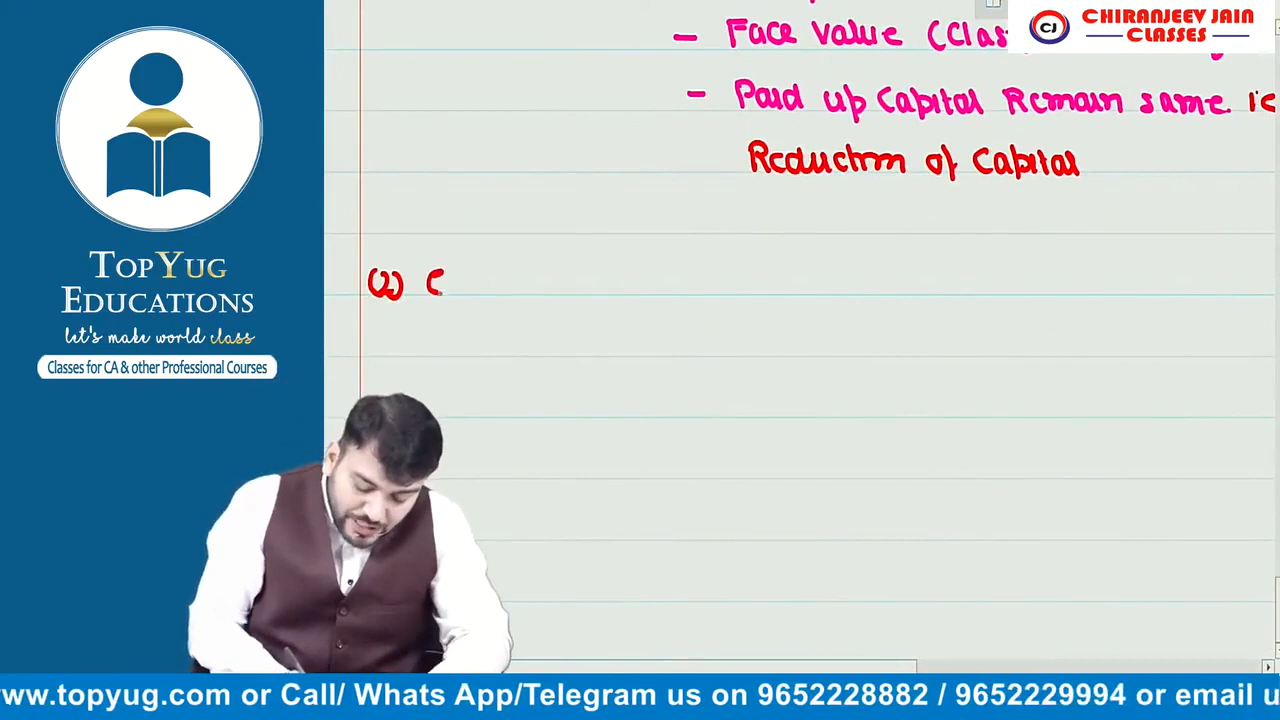 CHIRANJEEV JAIN
CLASSES
CJ
- Face Value (Clas
- Paid up Capital Remain same ie
Reduction of Capital
(2) C
TOPYUG
EDUCATIONS
let's make world class
Classes for CA & other Professional Courses
www.topyug.com or Call/ Whats App/Telegram us on 9652228882 / 9652229994 or email u